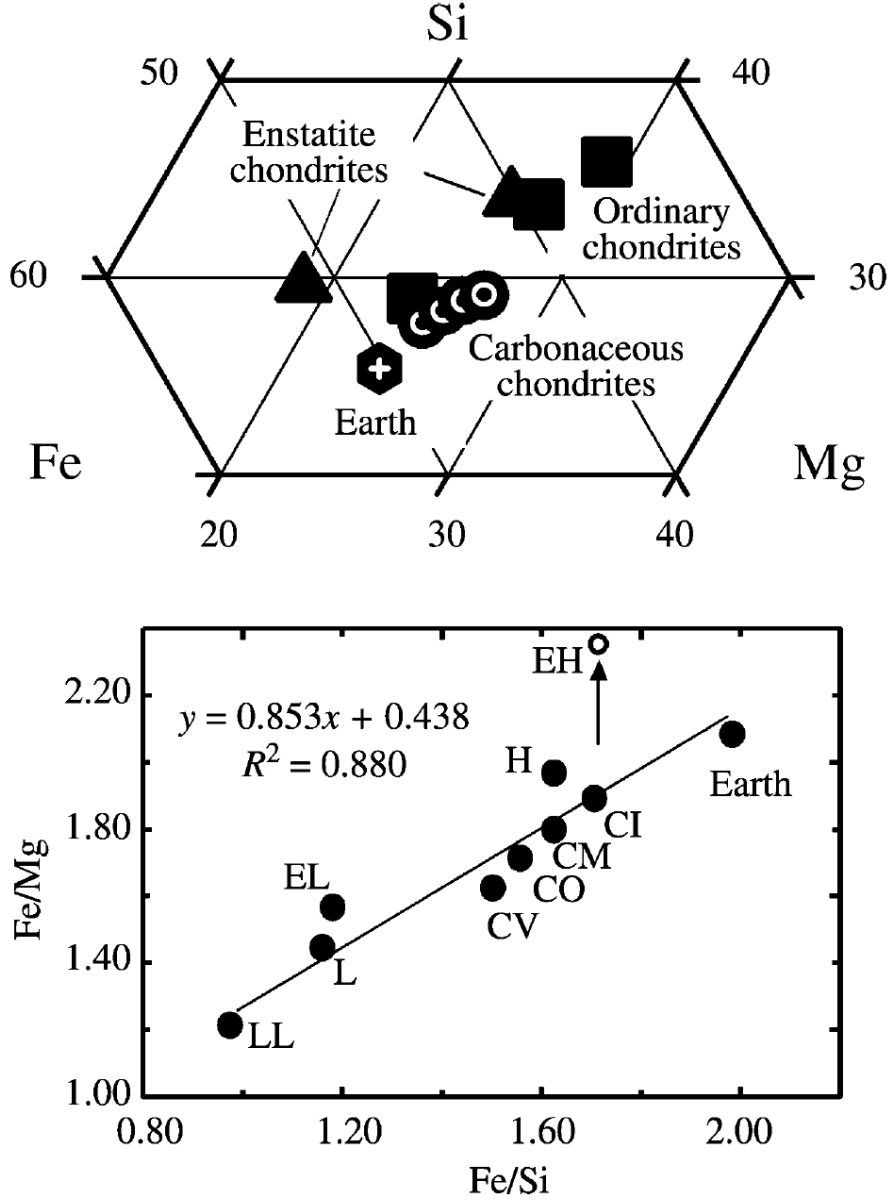 Si
50
40
Enstatite
chondrites
Ordinary
chondrites
60
30
Carbonaceous
chondrites
Earth
Fe
Mg
20
30
40
2.20
1.80
1.40
1.00
Fe/Mg
y = 0.853x + 0.438
R² = 0.880
EH
H
Earth
CI
CM
CO
CV
EL
L
LL
0.80
1.20
1.60
2.00
Fe/Si